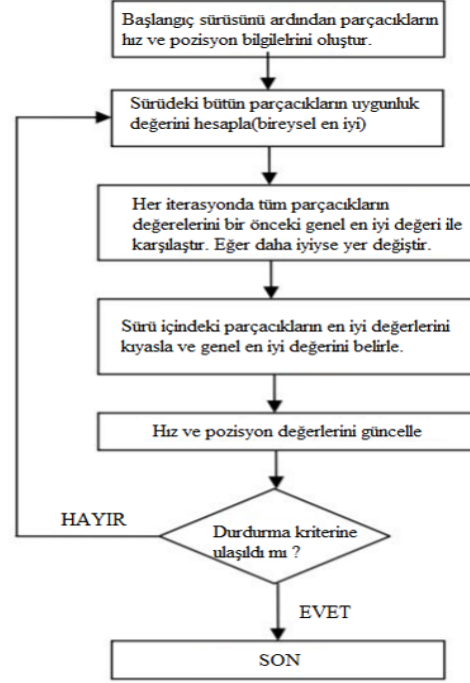 Başlangıç sürüsünü ardından parçacıkların
hız ve pozisyon bilgilelrini oluştur.
Sürüdeki bütün parçacıkların uygunluk
değerini hesapla(bireysel en iyi)
Her iterasyonda tüm parçacıkların
değerelerini bir önceki genel en iyi değeri ile
karşılaştır. Eğer daha iyiyse yer değiştir.
Sürü içindeki parçacıkların en iyi değerlerini
kıyasla ve genel en iyi değerini belirle.
Hız ve pozisyon değerlerini güncelle
HAYIR
Durdurma kriterine
ulaşıldı mı ?
EVET
SON